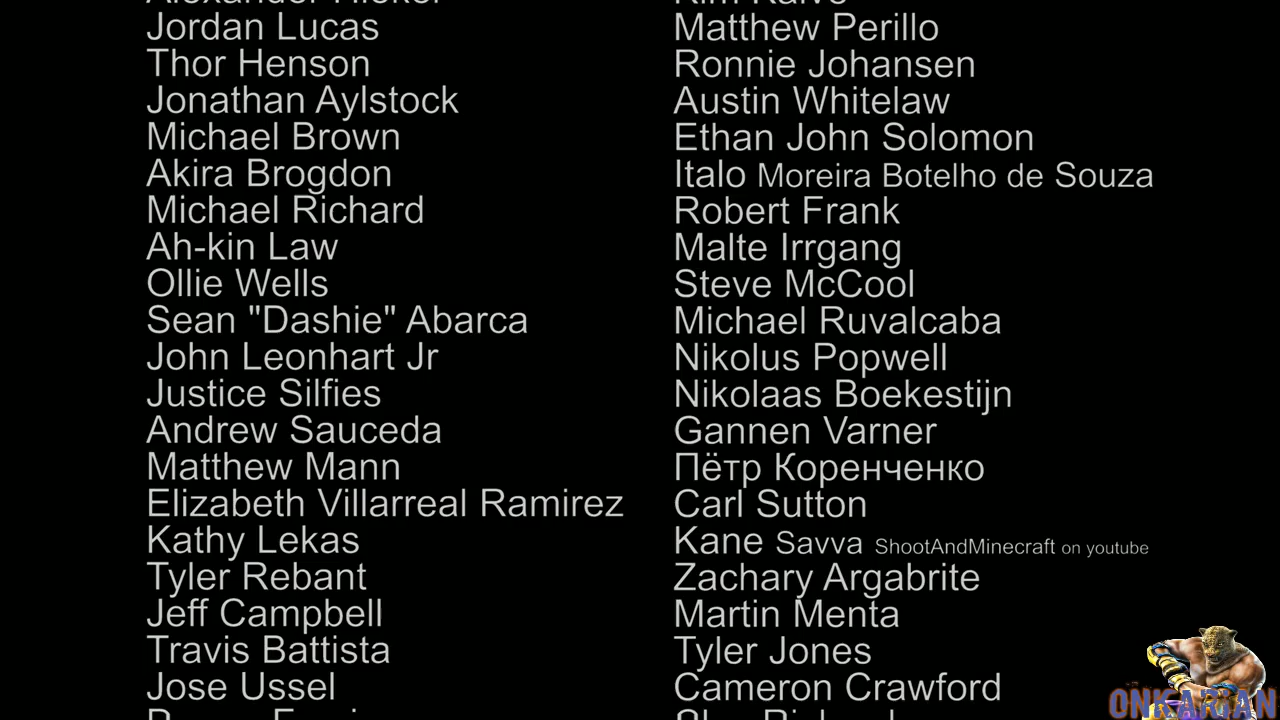 Jordan Lucas
Thor Henson
Jonathan Aylstock
Michael Brown
Akira Brogdon
Michael Richard
Ah-kin Law
Ollie Wells
Sean "Dashie" Abarca
John Leonhart Jr
Justice Silfies
Andrew Sauceda
Matthew Mann
Elizabeth Villarreal Ramirez
Kathy Lekas
Tyler Rebant
Jeff Campbell
Travis Battista
Jose Ussel
Matthew Perillo
Ronnie Johansen
Austin Whitelaw
Ethan John Solomon
Italo Moreira Botelho de Souza
Robert Frank
Malte Irrgang
Steve McCool
Michael Ruvalcaba
Nikolus Popwell
Nikolaas Boekestijn
Gannen Varner
Пётр Коренченко
Carl Sutton
Kane Savva ShootAndMinecraft on youtube
Zachary Argabrite
Martin Menta
Tyler Jones
Cameron Crawford
ONKARIAN